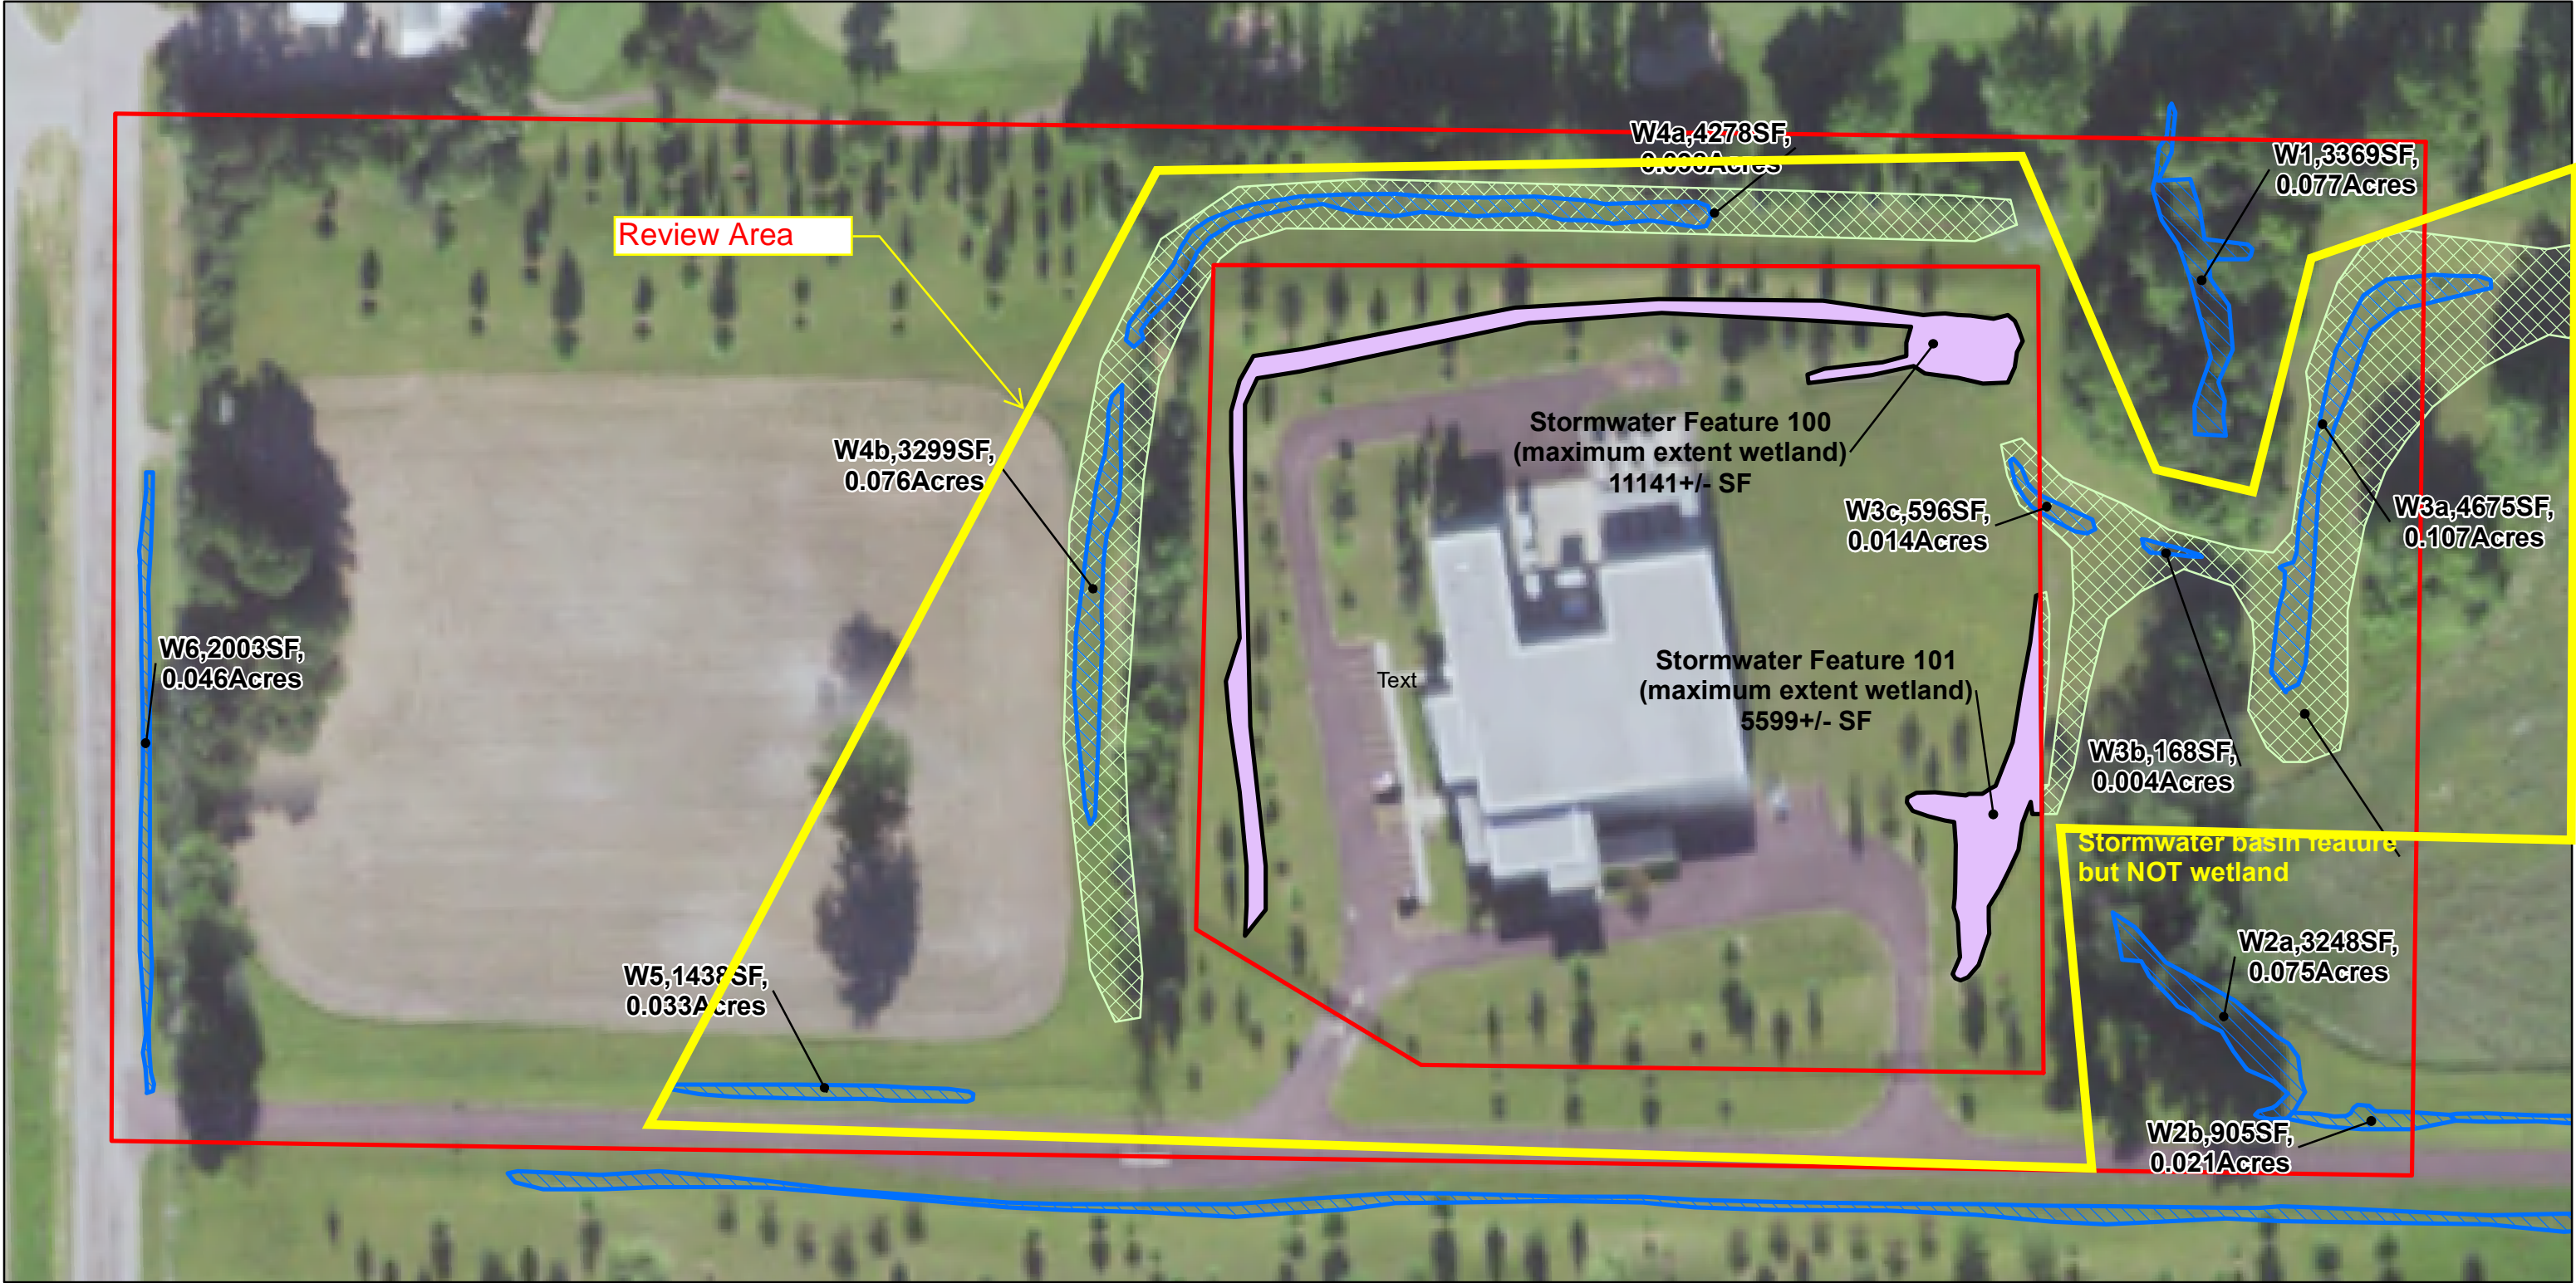 W4a,4278SF,
0.098Acres
W1,3369SF,
0.077Acres
Review Area
Stormwater Feature 100
(maximum extent wetland)
11141+/- SF
W4b,3299SF,
0.076Acres
W3c,596SF,
0.014Acres
W3a,4675SF,
0.107Acres
W6,2003SF,
0.046Acres
Text
Stormwater Feature 101
(maximum extent wetland)
5599+/- SF
W3b,168SF,
0.004Acres
Stormwater basin feature
but NOT wetland
W2a,3248SF,
0.075Acres
W5,1438SF,
0.033Acres
W2b,905SF,
0.021Acres